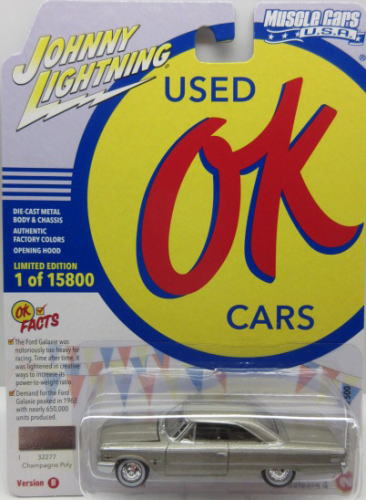 JOHNNY
LIGHTNING
MUSCLE CARS
U.S.A.
USED
OK
CARS
DIE-CAST METAL
BODY & CHASSIS
AUTHENTIC
FACTORY COLORS
OPENING HOOD
LIMITED EDITION
1 of 15800
OK
FACTS
The Ford Galaxie was
notoriously too heavy for
racing. Time after time, it
was lightened in creative
ways to increase its
power-to-weight ratio.
Demand for the Ford
Galaxie peaked in 1963
with nearly 650,000
units produced.
32277
Champagne Poly
Version B
500